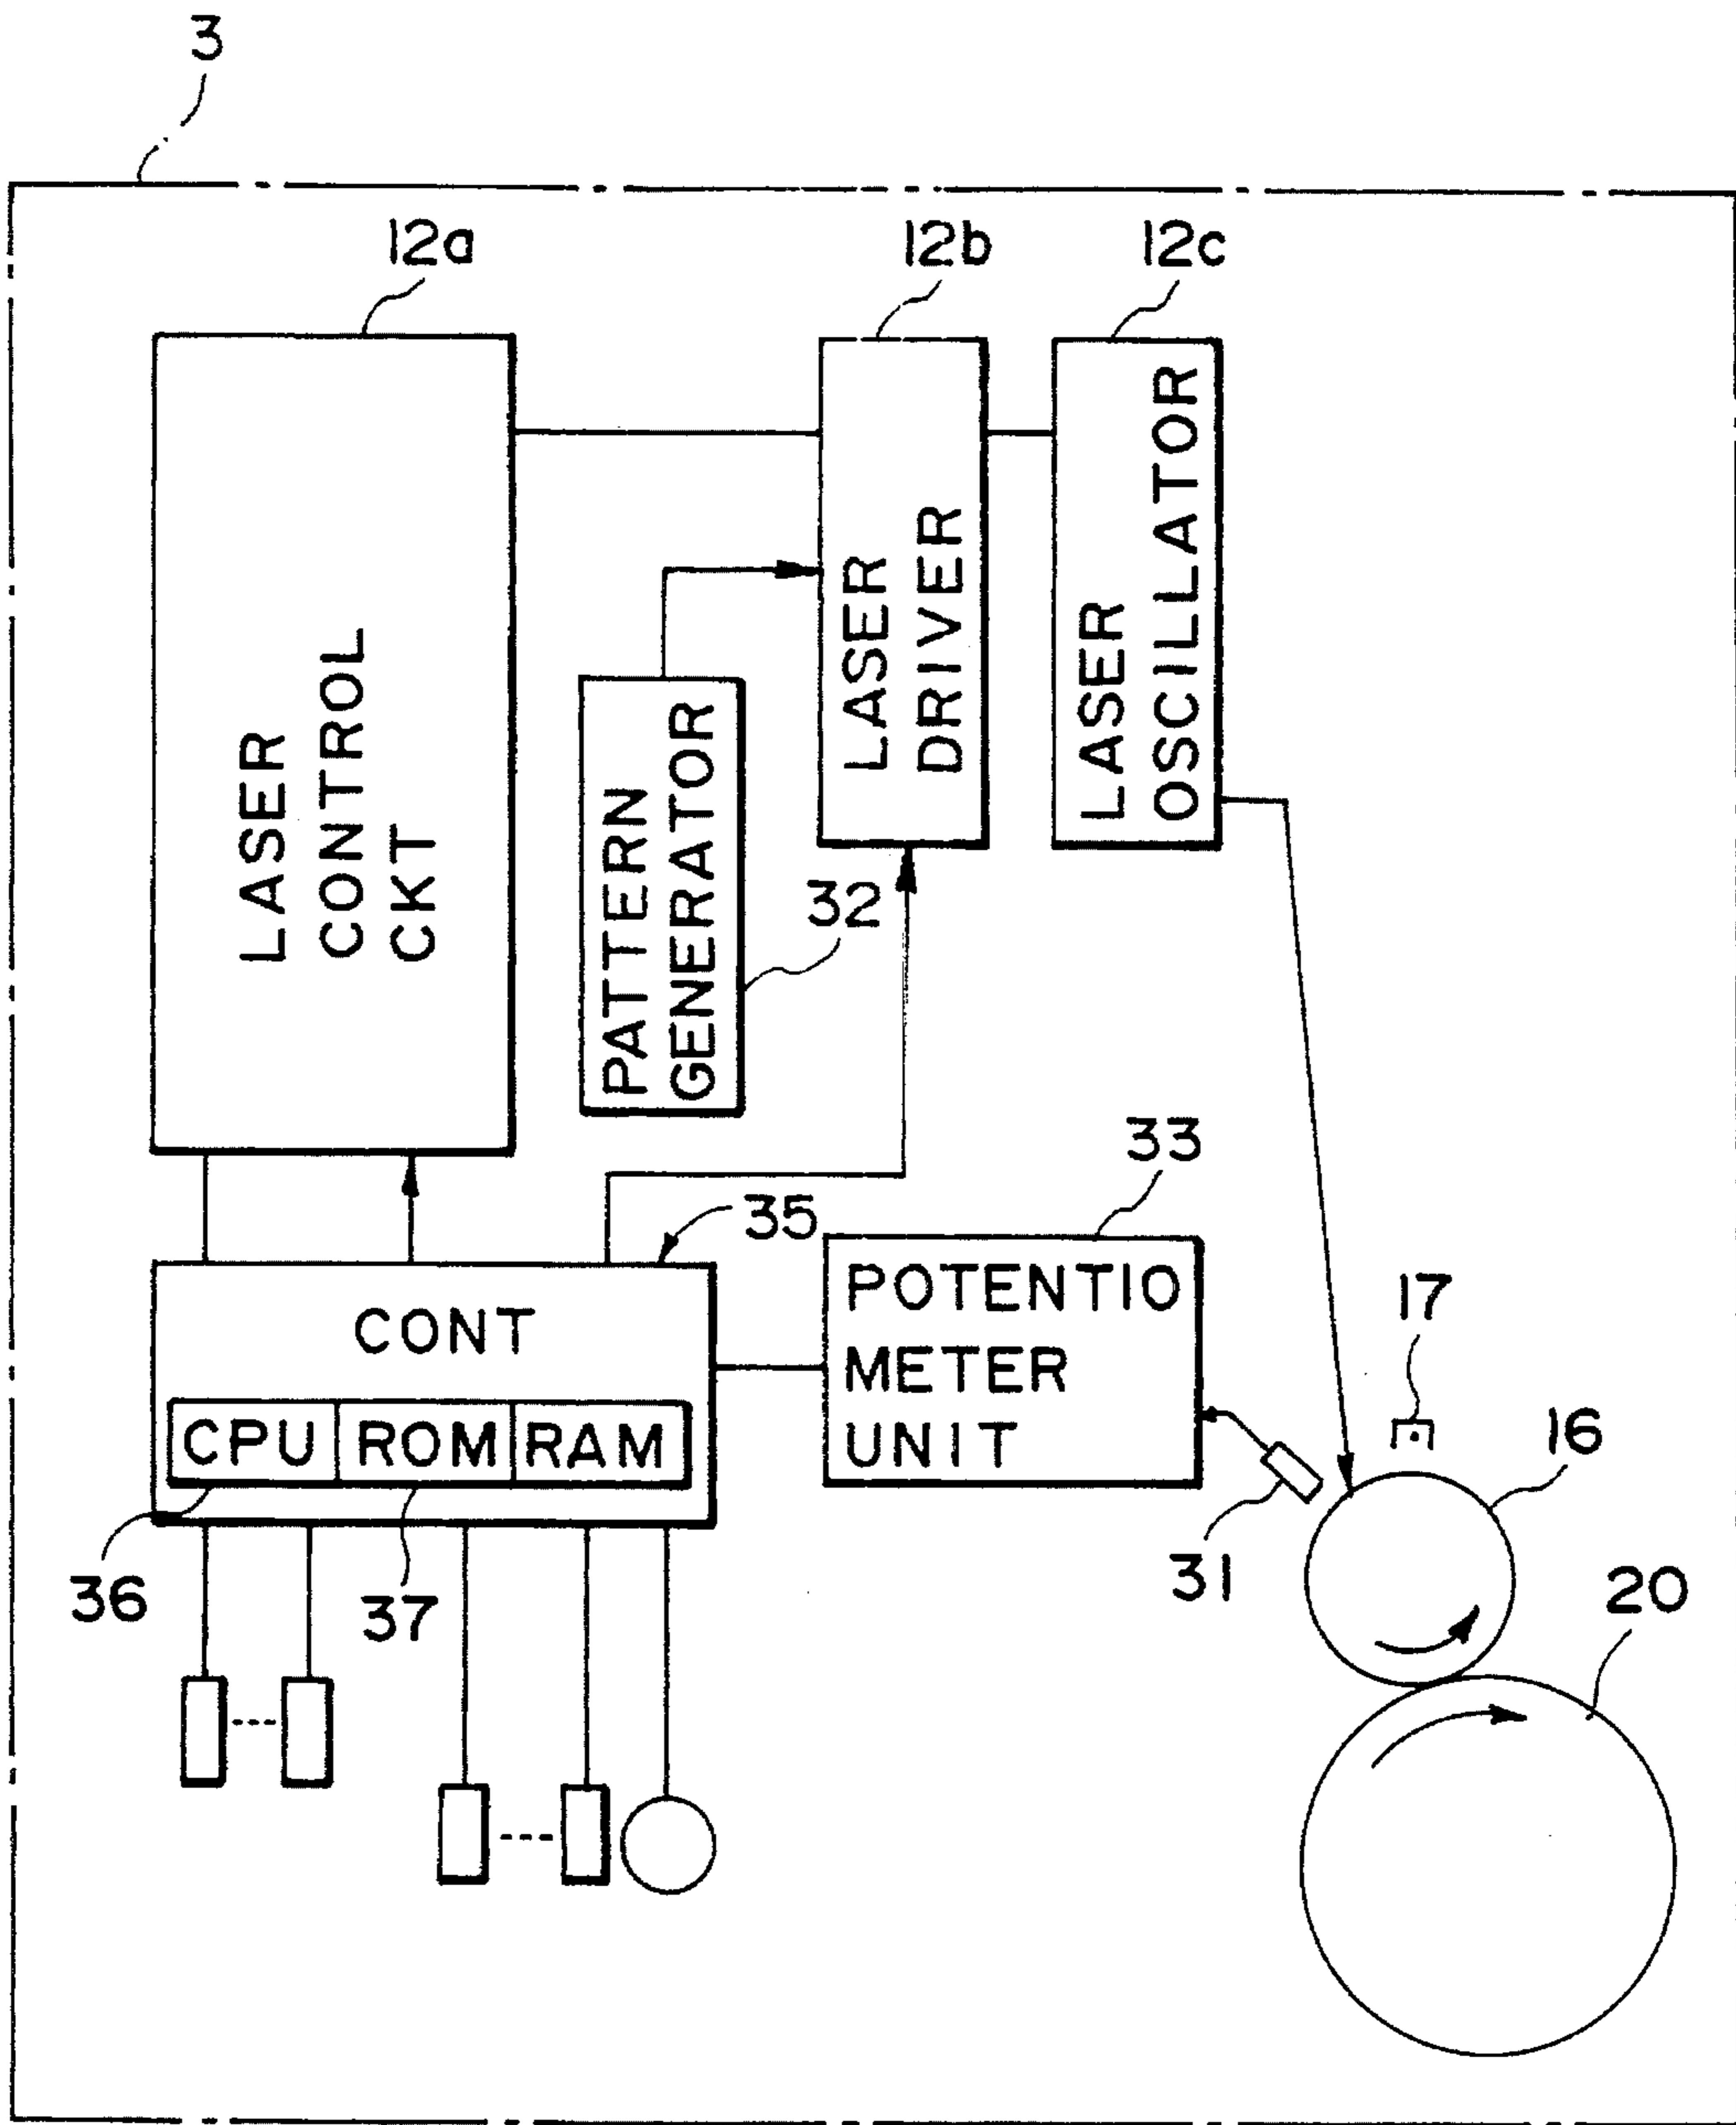 3
12a
12b
12c
LASER
CONTROL
CKT
LASER
DRIVER
LASER
OSCILLATOR
PATTERN
GENERATOR
32
33
35
CONT
CPU ROM RAM
POTENTIO
METER
UNIT
17
16
31
36
37
20